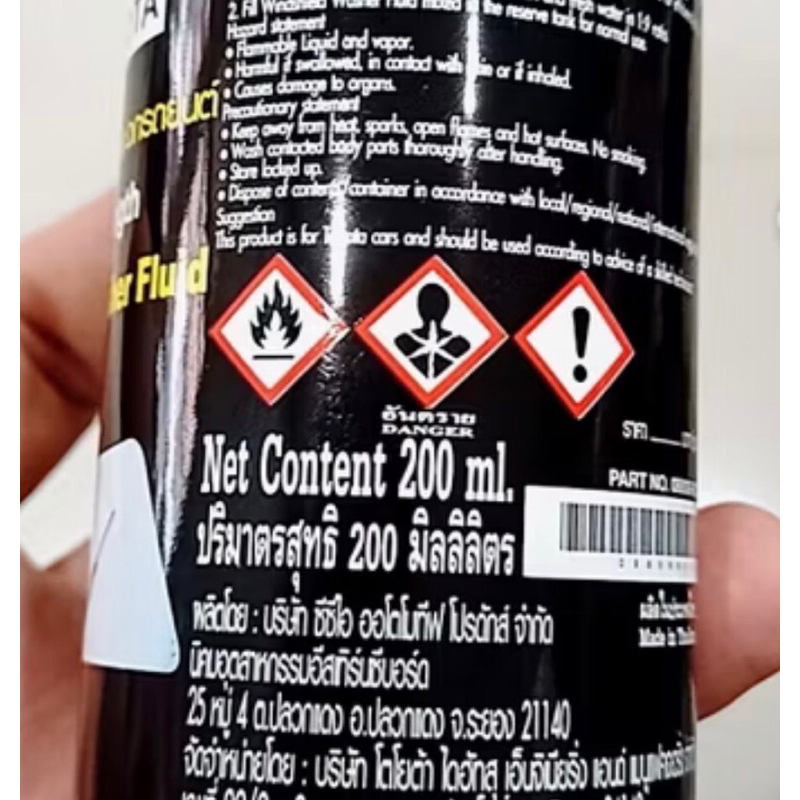 TA
2. Fill Windshield Washer Fluid mixed in the reserve tank for normal use.
Hazard statement
• Flammable Liquid and vapor.
• Harmful if swallowed, in contact with skin or if inhaled.
• Causes damage to organs.
Precautionary statement
• Keep away from heat, sparks, open flames and hot surfaces. No smoking.
• Wash contacted body parts thoroughly after handling.
• Store locked up.
• Dispose of content/container in accordance with local/regional/national/international
Suggestion
This product is for Toyota cars and should be used according to advice of a skilled
gth
er Fluid
อันตราย
DANGER
ราคา
Net Content 200 ml.
PART NO.
ปริมาตรสุทธิ 200 มิลลิลิตร
ผลิตโดย : บริษัท ซีซีไอ ออโตโมทีฟ โปรดักส์ จำกัด
Made in
นิคมอุตสาหกรรมอีสเทิร์นซีบอร์ด
25 หมู่ 4 ต.ปลวกแดง อ.ปลวกแดง จ.ระยอง 21140
จัดจำหน่ายโดย : บริษัท โตโยต้า ไดฮัทสุ เอ็นจิเนียริ่ง แอนด์